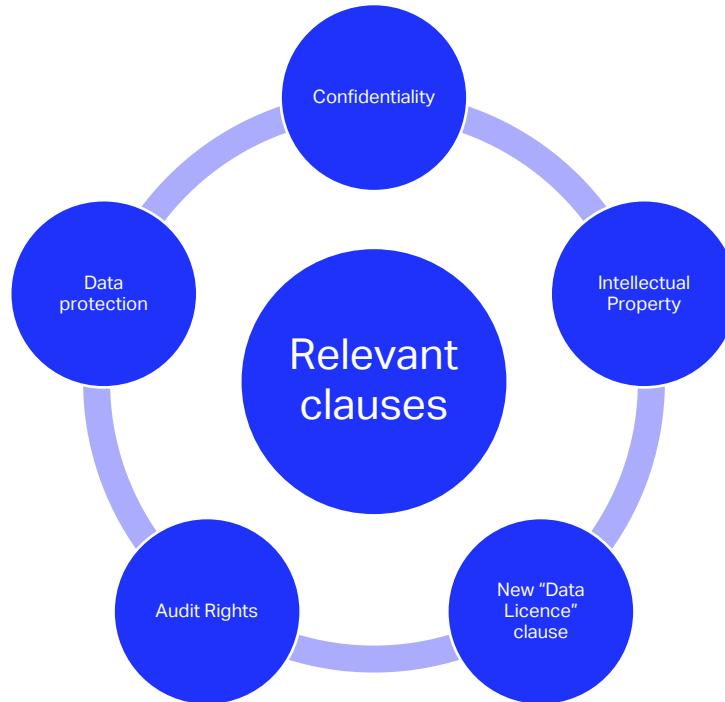 Confidentiality
Intellectual
Property
New “Data
Licence”
clause
Audit Rights
Data
protection
Relevant
clauses